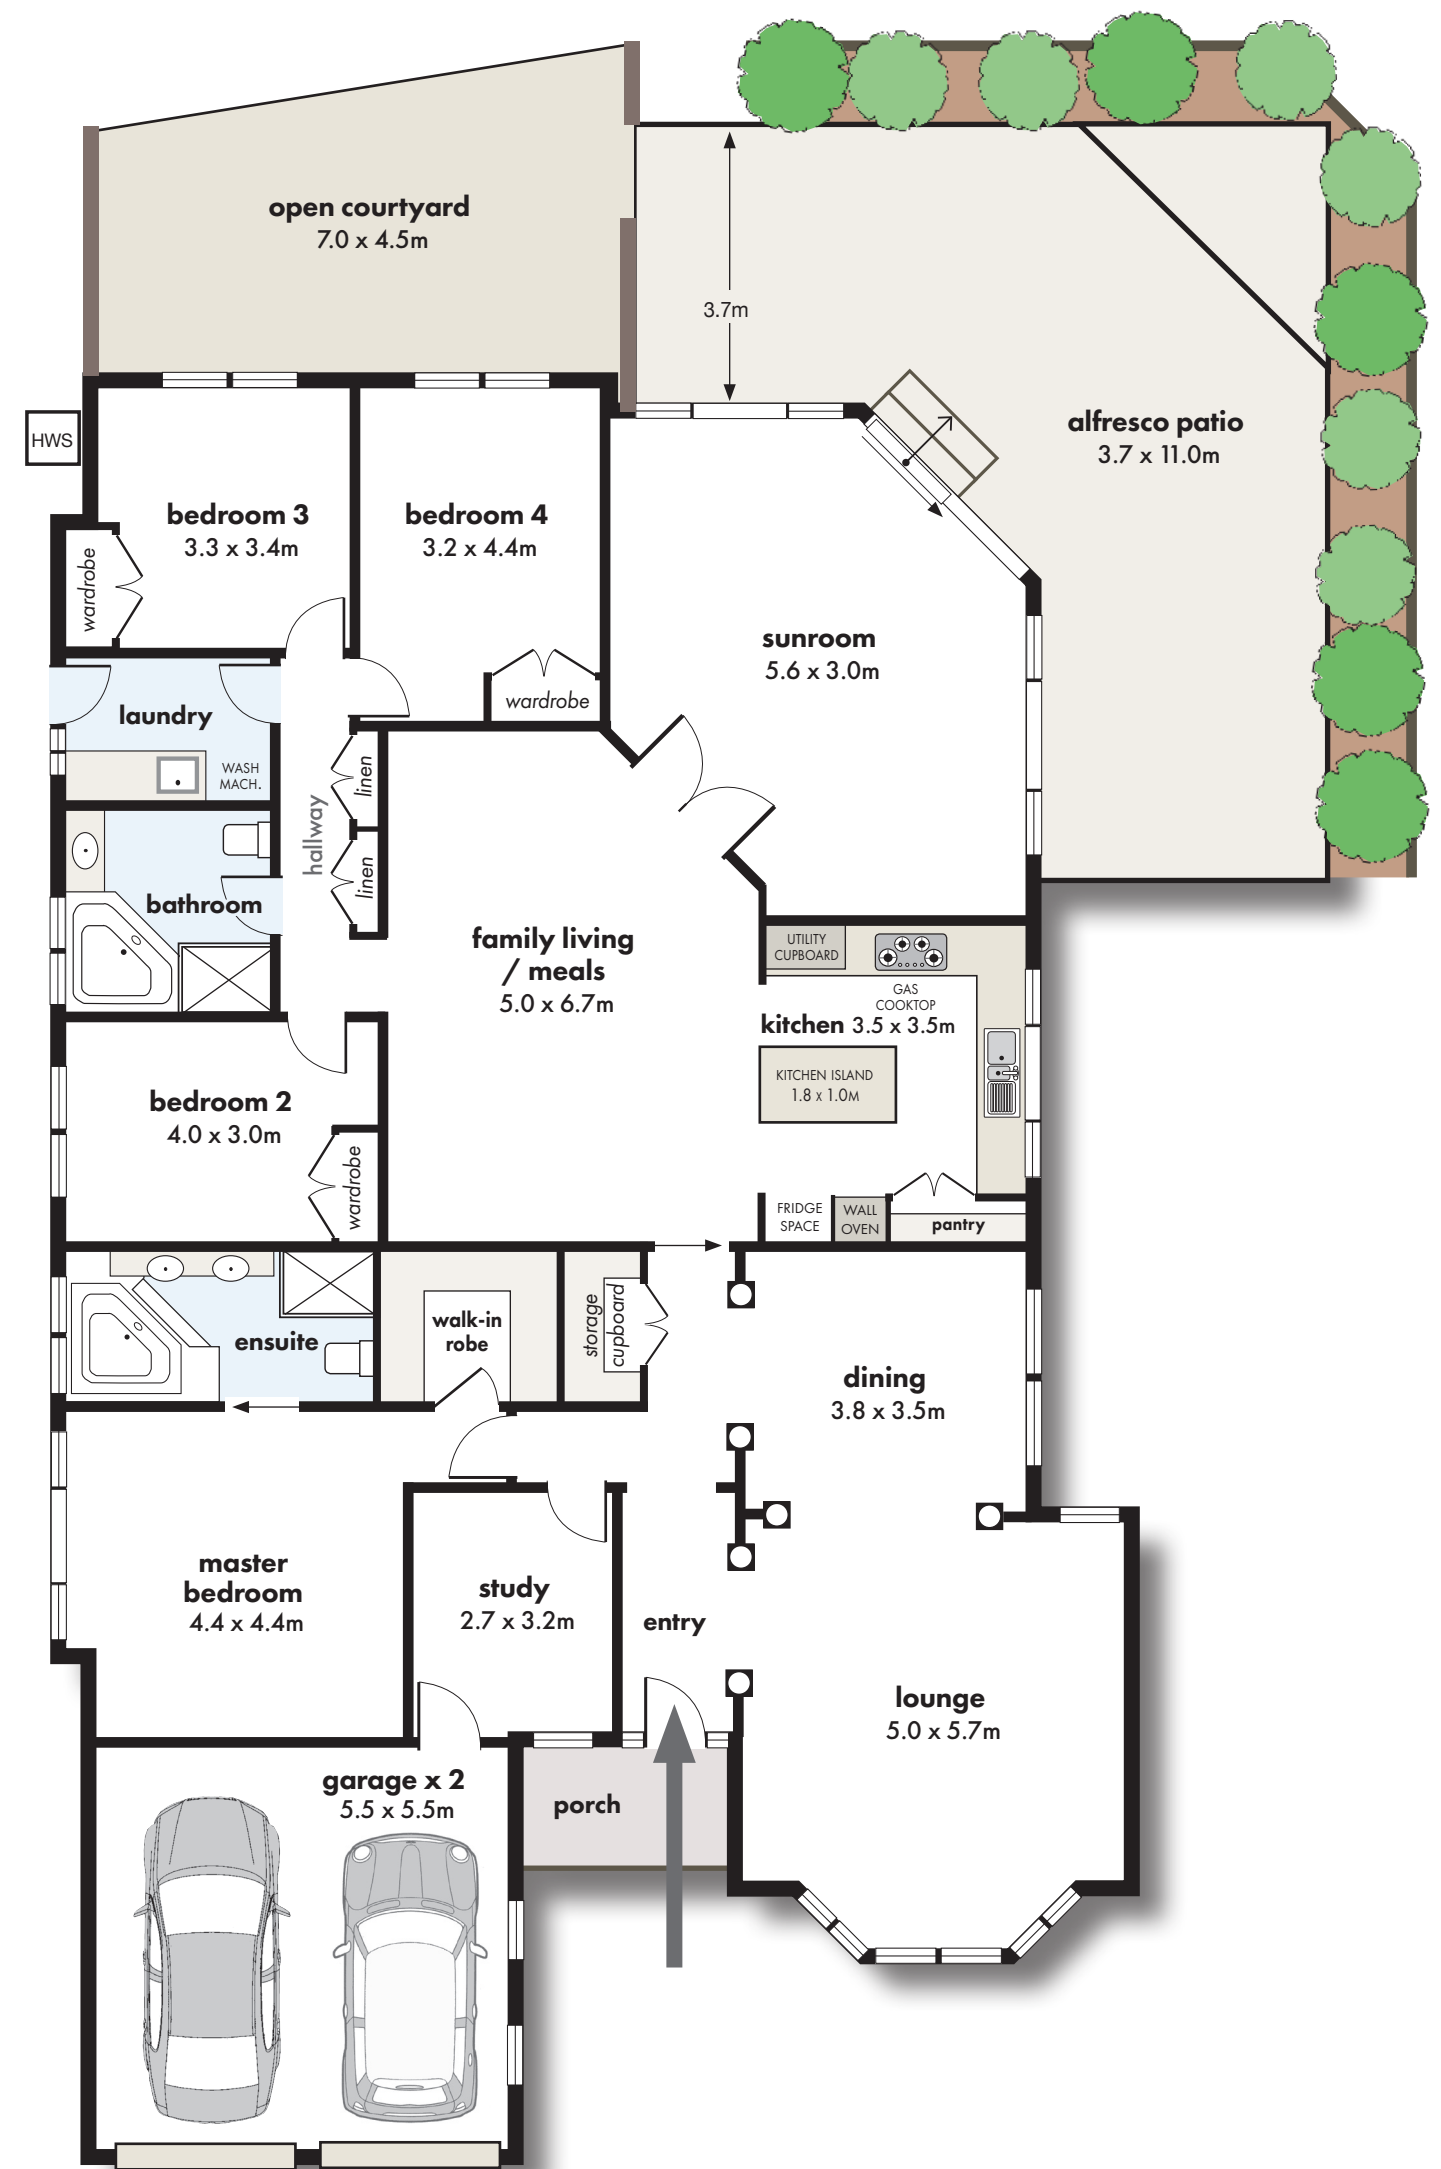 open courtyard
7.0 x 4.5m
3.7m
alfresco patio
3.7 x 11.0m
HWS
bedroom 3
3.3 x 3.4m
bedroom 4
3.2 x 4.4m
wardrobe
sunroom
5.6 x 3.0m
wardrobe
laundry
WASH
MACH.
linen
hallway
linen
bathroom
family living
/ meals
5.0 x 6.7m
UTILITY
CUPBOARD
GAS
COOKTOP
kitchen 3.5 x 3.5m
KITCHEN ISLAND
1.8 x 1.0M
bedroom 2
4.0 x 3.0m
wardrobe
FRIDGE
SPACE
WALL
OVEN
pantry
ensuite
walk-in
robe
storage
cupboard
dining
3.8 x 3.5m
master
bedroom
4.4 x 4.4m
study
2.7 x 3.2m
entry
lounge
5.0 x 5.7m
garage x 2
5.5 x 5.5m
porch